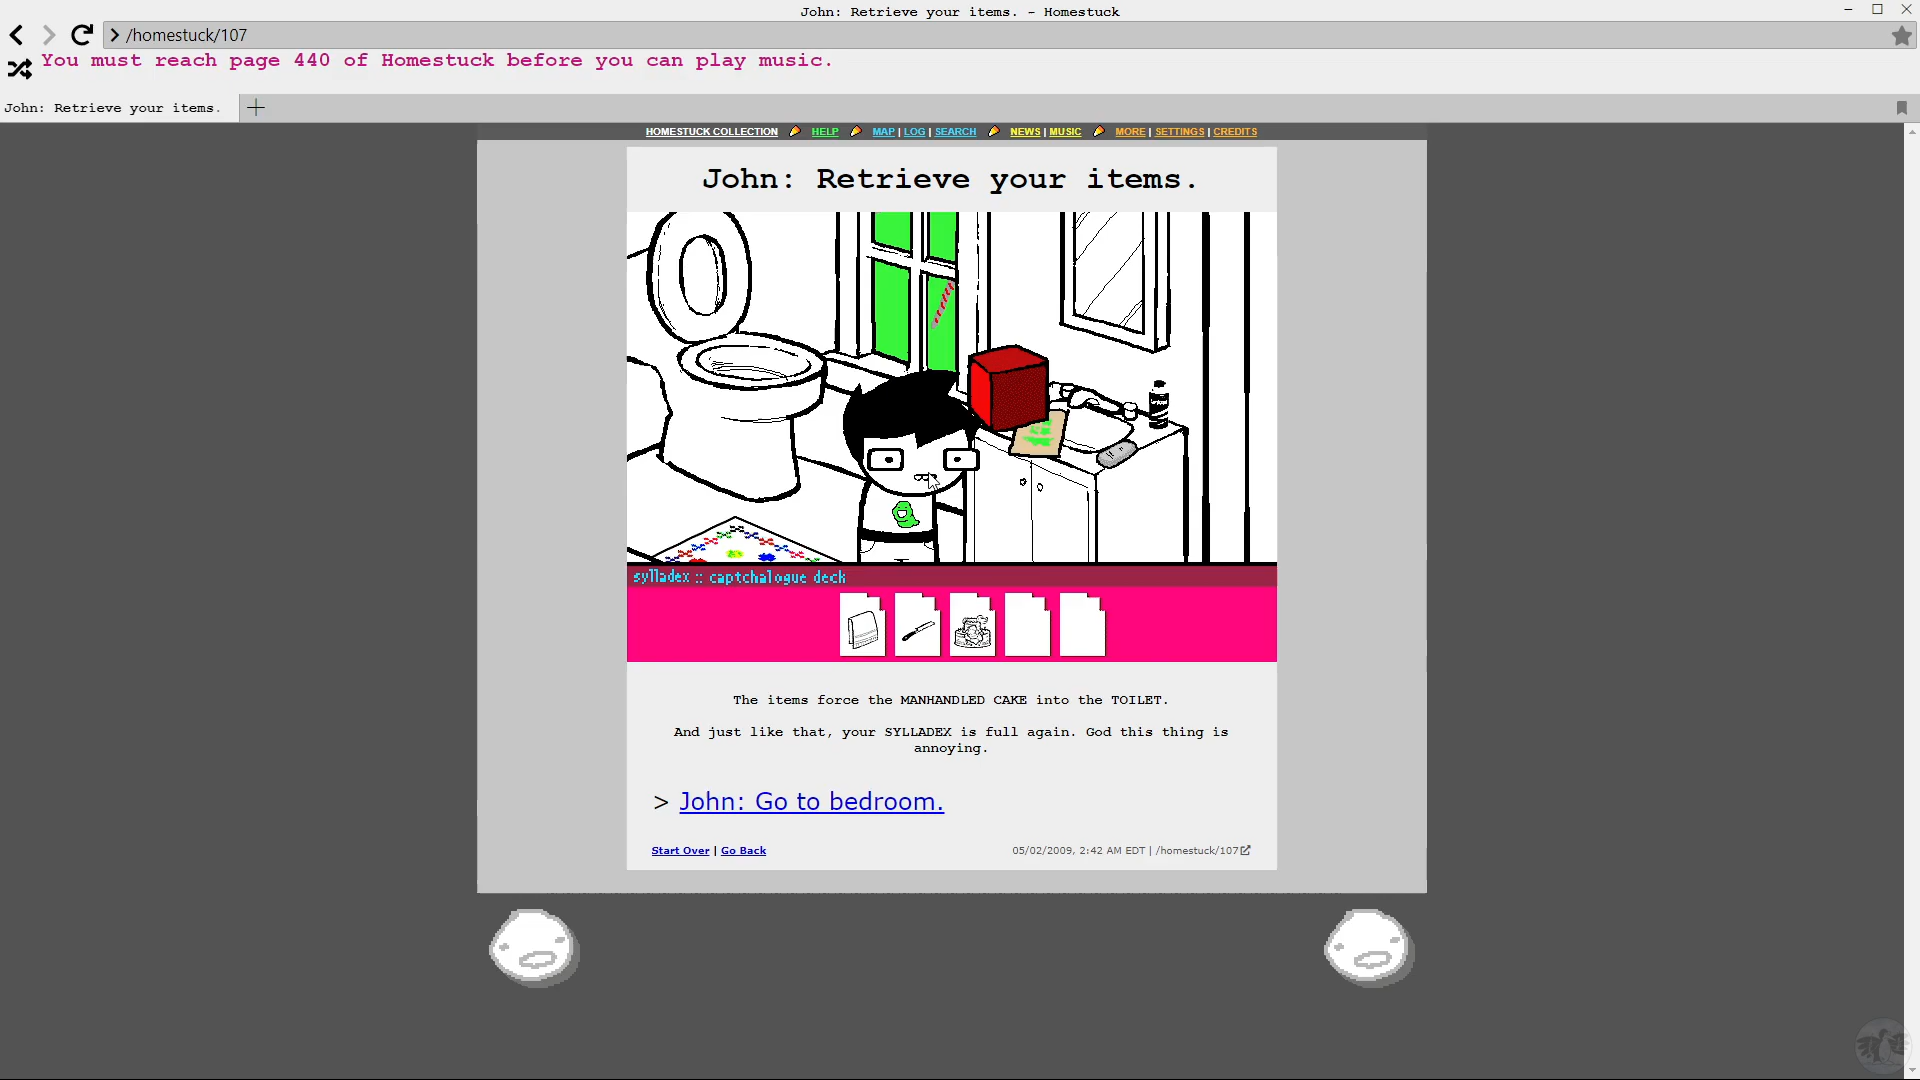 John: Retrieve your items. - Homestuck
/homestuck/107
You must reach page 440 of Homestuck before you can play music.
John: Retrieve your items.
HOMESTUCK COLLECTION HELP MAP | LOG | SEARCH NEWS | MUSIC MORE | SETTINGS | CREDITS
John: Retrieve your items.
sylladex :: captchalogue deck
The items force the MANHANDLED CAKE into the TOILET.
And just like that, your SYLLADEX is full again. God this thing is
annoying.
> John: Go to bedroom.
Start Over | Go Back
05/02/2009, 2:42 AM EDT | /homestuck/107